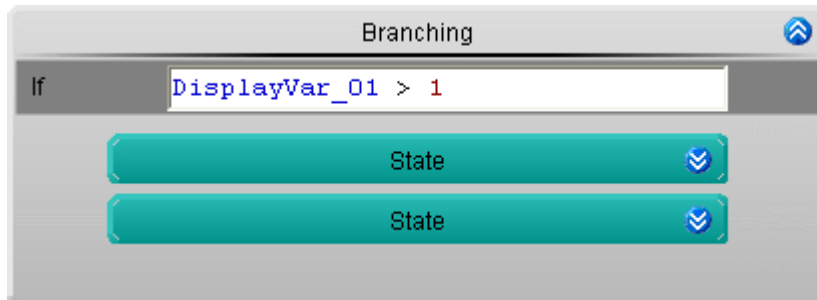 Branching
If
DisplayVar_01 > 1
State
State